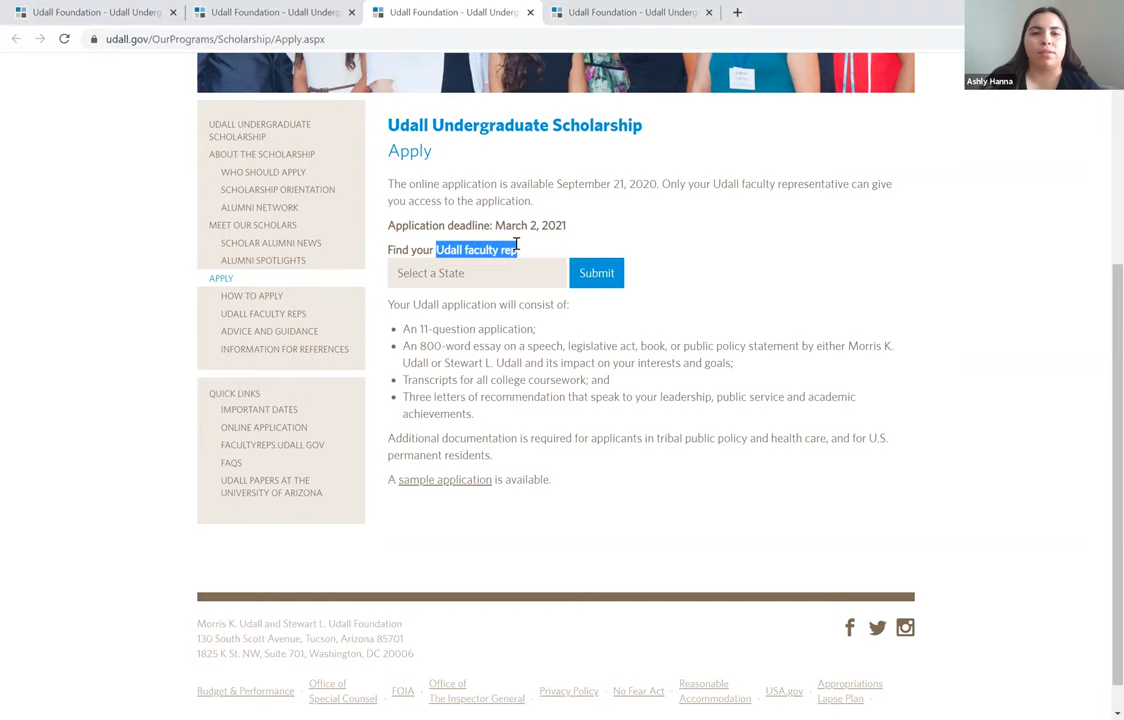 Udall Foundation - Udall Underg
Udall Foundation - Udall Underg
Udall Foundation - Udall Underg
Udall Foundation - Udall Underg
udall.gov/OurPrograms/Scholarship/Apply.aspx
Ashly Hanna
UDALL UNDERGRADUATE
SCHOLARSHIP
ABOUT THE SCHOLARSHIP
WHO SHOULD APPLY
SCHOLARSHIP ORIENTATION
ALUMNI NETWORK
MEET OUR SCHOLARS
SCHOLAR ALUMNI NEWS
ALUMNI SPOTLIGHTS
APPLY
HOW TO APPLY
UDALL FACULTY REPS
ADVICE AND GUIDANCE
INFORMATION FOR REFERENCES
QUICK LINKS
IMPORTANT DATES
ONLINE APPLICATION
FACULTYREPS.UDALL.GOV
FAQS
UDALL PAPERS AT THE
UNIVERSITY OF ARIZONA
Udall Undergraduate Scholarship
Apply
The online application is available September 21, 2020. Only your Udall faculty representative can give
you access to the application.
Application deadline: March 2, 2021
Find your Udall faculty rep
Select a State
Submit
Your Udall application will consist of:
• An 11-question application;
• An 800-word essay on a speech, legislative act, book, or public policy statement by either Morris K.
Udall or Stewart L. Udall and its impact on your interests and goals;
• Transcripts for all college coursework; and
• Three letters of recommendation that speak to your leadership, public service and academic
achievements.
Additional documentation is required for applicants in tribal public policy and health care, and for U.S.
permanent residents.
A sample application is available.
Morris K. Udall and Stewart L. Udall Foundation
130 South Scott Avenue, Tucson, Arizona 85701
1825 K St. NW, Suite 701, Washington, DC 20006
Budget & Performance · Office of
Special Counsel · FOIA · Office of
The Inspector General · Privacy Policy · No Fear Act · Reasonable
Accommodation · USA.gov · Appropriations
Lapse Plan ·